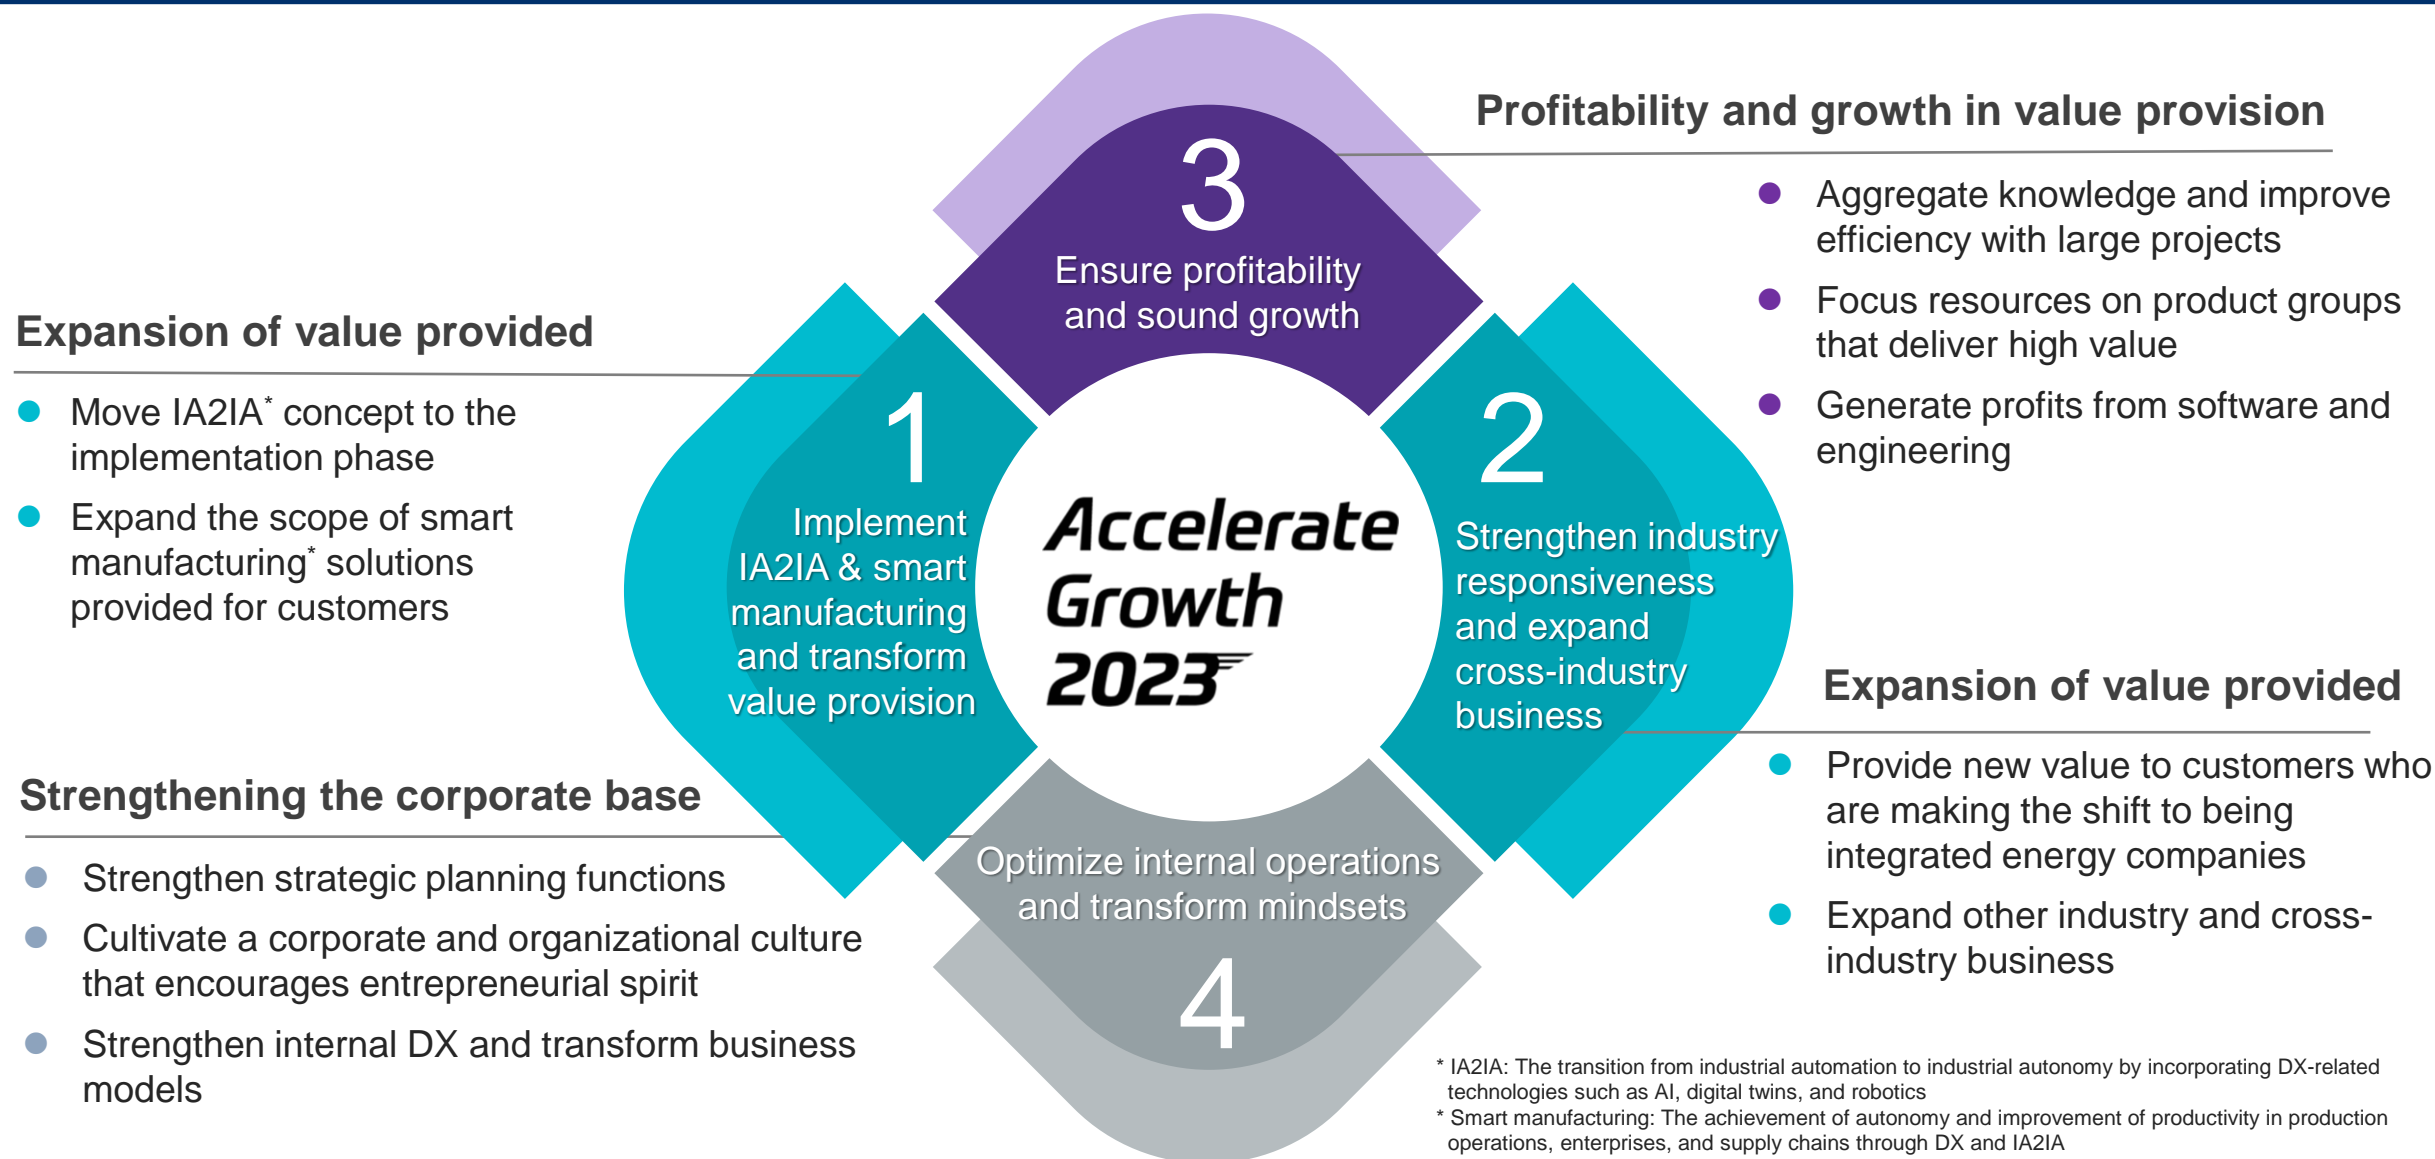 Profitability and growth in value provision
● Aggregate knowledge and improve
efficiency with large projects
● Focus resources on product groups
that deliver high value
● Generate profits from software and
engineering
3
Ensure profitability
and sound growth
Expansion of value provided
● Move IA2IA* concept to the
implementation phase
● Expand the scope of smart
manufacturing* solutions
provided for customers
1
Implement
IA2IA & smart
manufacturing
and transform
value provision
Accelerate
Growth
2023
2
Strengthen industry
responsiveness
and expand
cross-industry
business
Expansion of value provided
● Provide new value to customers who
are making the shift to being
integrated energy companies
● Expand other industry and cross-
industry business
Strengthening the corporate base
● Strengthen strategic planning functions
● Cultivate a corporate and organizational culture
that encourages entrepreneurial spirit
● Strengthen internal DX and transform business
models
Optimize internal operations
and transform mindsets
4
* IA2IA: The transition from industrial automation to industrial autonomy by incorporating DX-related
technologies such as AI, digital twins, and robotics
* Smart manufacturing: The achievement of autonomy and improvement of productivity in production
operations, enterprises, and supply chains through DX and IA2IA